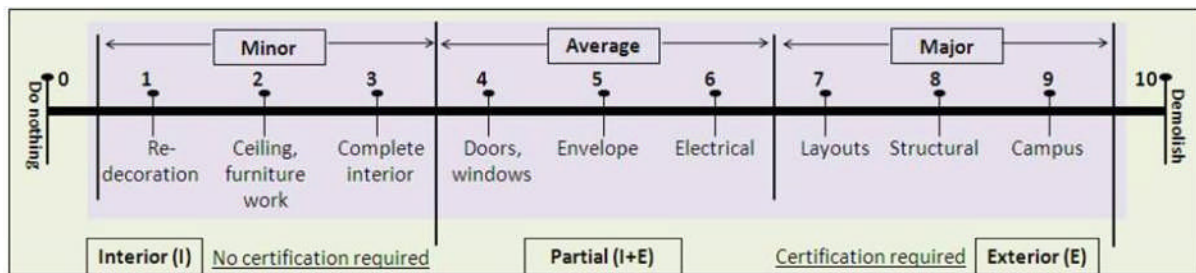 Minor Average Major
0 1 2 3 4 5 6 7 8 9 10
Do nothing
Re-
decoration
Ceiling,
furniture
work
Complete
interior
Doors,
windows
Envelope
Electrical
Layouts
Structural
Campus
Demolish
Interior (I) No certification required Partial (I+E) Certification required Exterior (E)